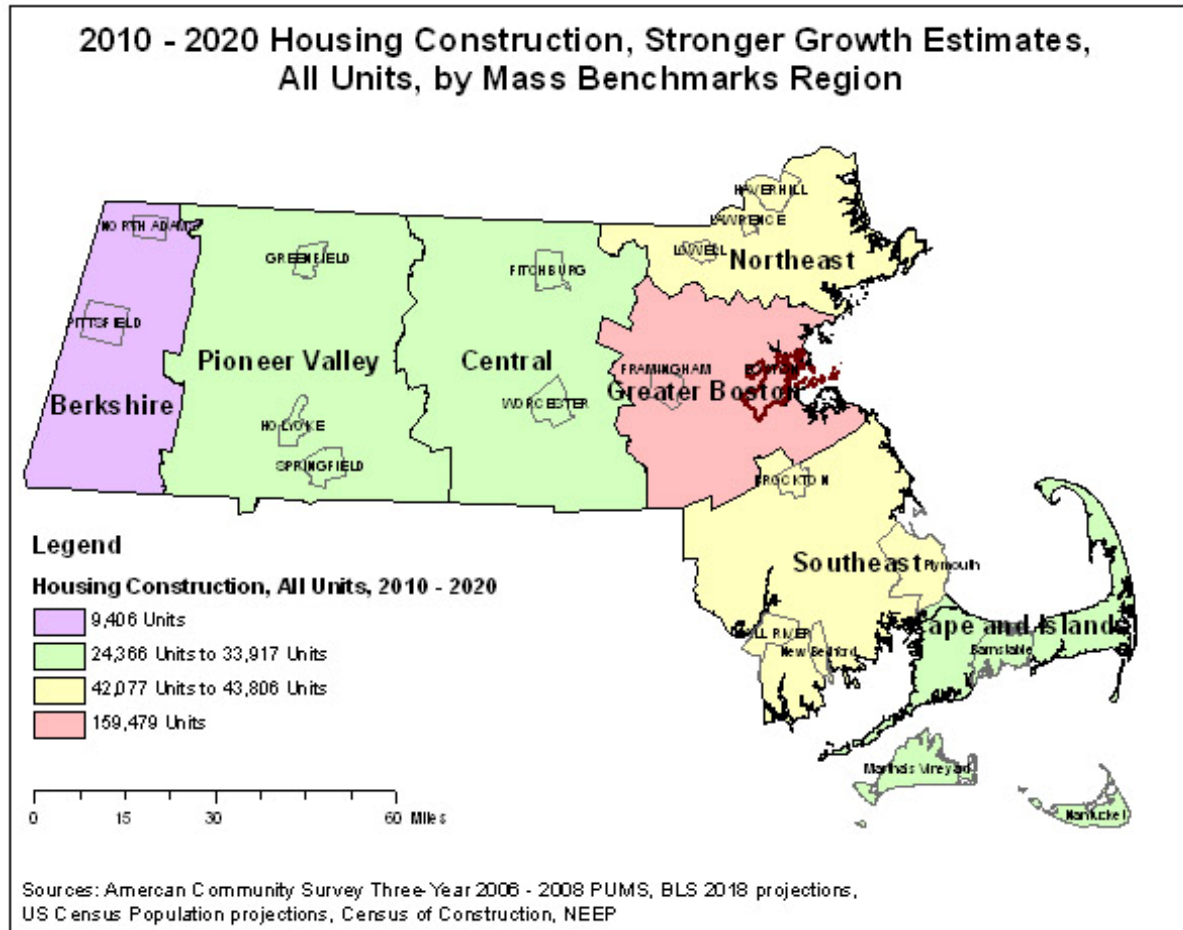 2010 - 2020 Housing Construction, Stronger Growth Estimates,
All Units, by Mass Benchmarks Region
HAVERHILL
LAWRENCE
LOWELL
Northeast
NORTH ADAMS
GREENFIELD
FITCHBURG
PITTSFIELD
Pioneer Valley
Central
FRAMINGHAM
BOSTON
Greater Boston
Berkshire
WORCESTER
HOLYOKE
SPRINGFIELD
BROCKTON
Southeast
Plymouth
Cape and Islands
FALL RIVER
New Bedford
Barnstable
Martha's Vineyard
Nantucket
Legend
Housing Construction, All Units, 2010 - 2020
9,406 Units
24,366 Units to 33,917 Units
42,077 Units to 43,806 Units
159,479 Units
0 15 30 60 Miles
Sources: Amercan Community Survey Three-Year 2006 - 2008 PUMS, BLS 2018 projections,
US Census Population projections, Census of Construction, NEEP